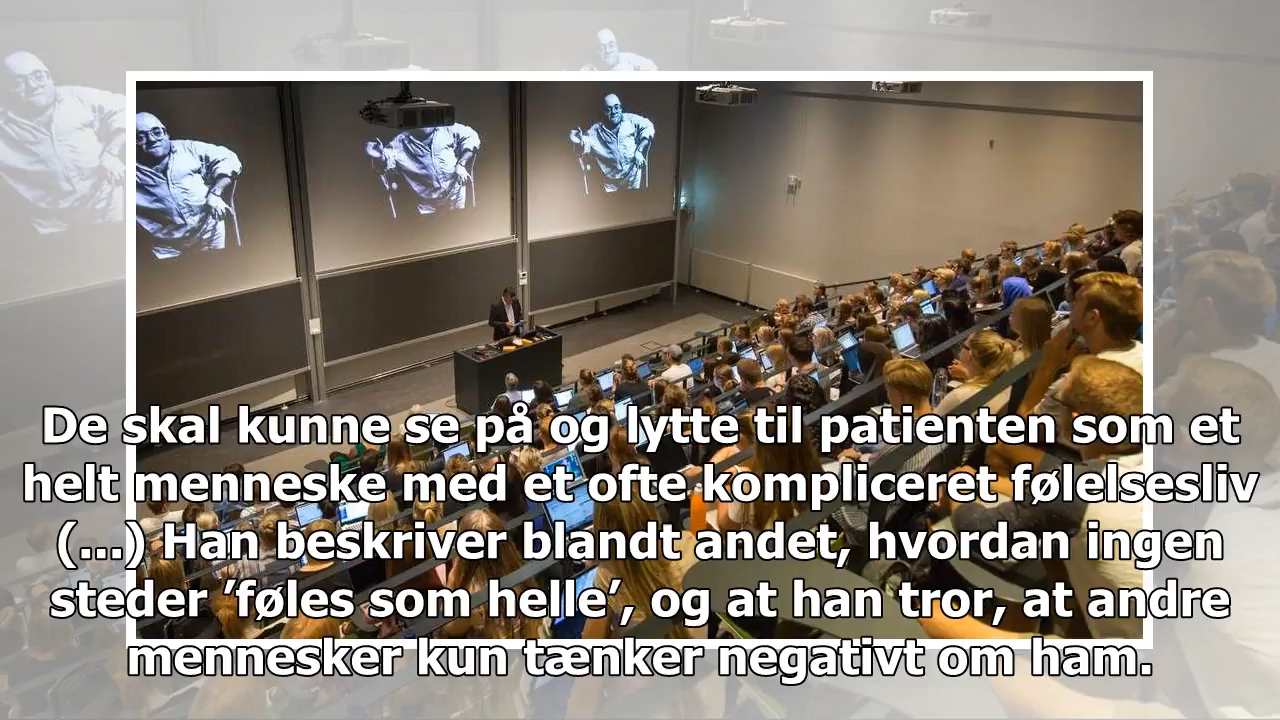 De skal kunne se på og lytte til patienten som et
helt menneske med et ofte kompliceret følelsesliv
(...) Han beskriver blandt andet, hvordan ingen
steder ’føles som helle’, og at han tror, at andre
mennesker kun tænker negativt om ham.